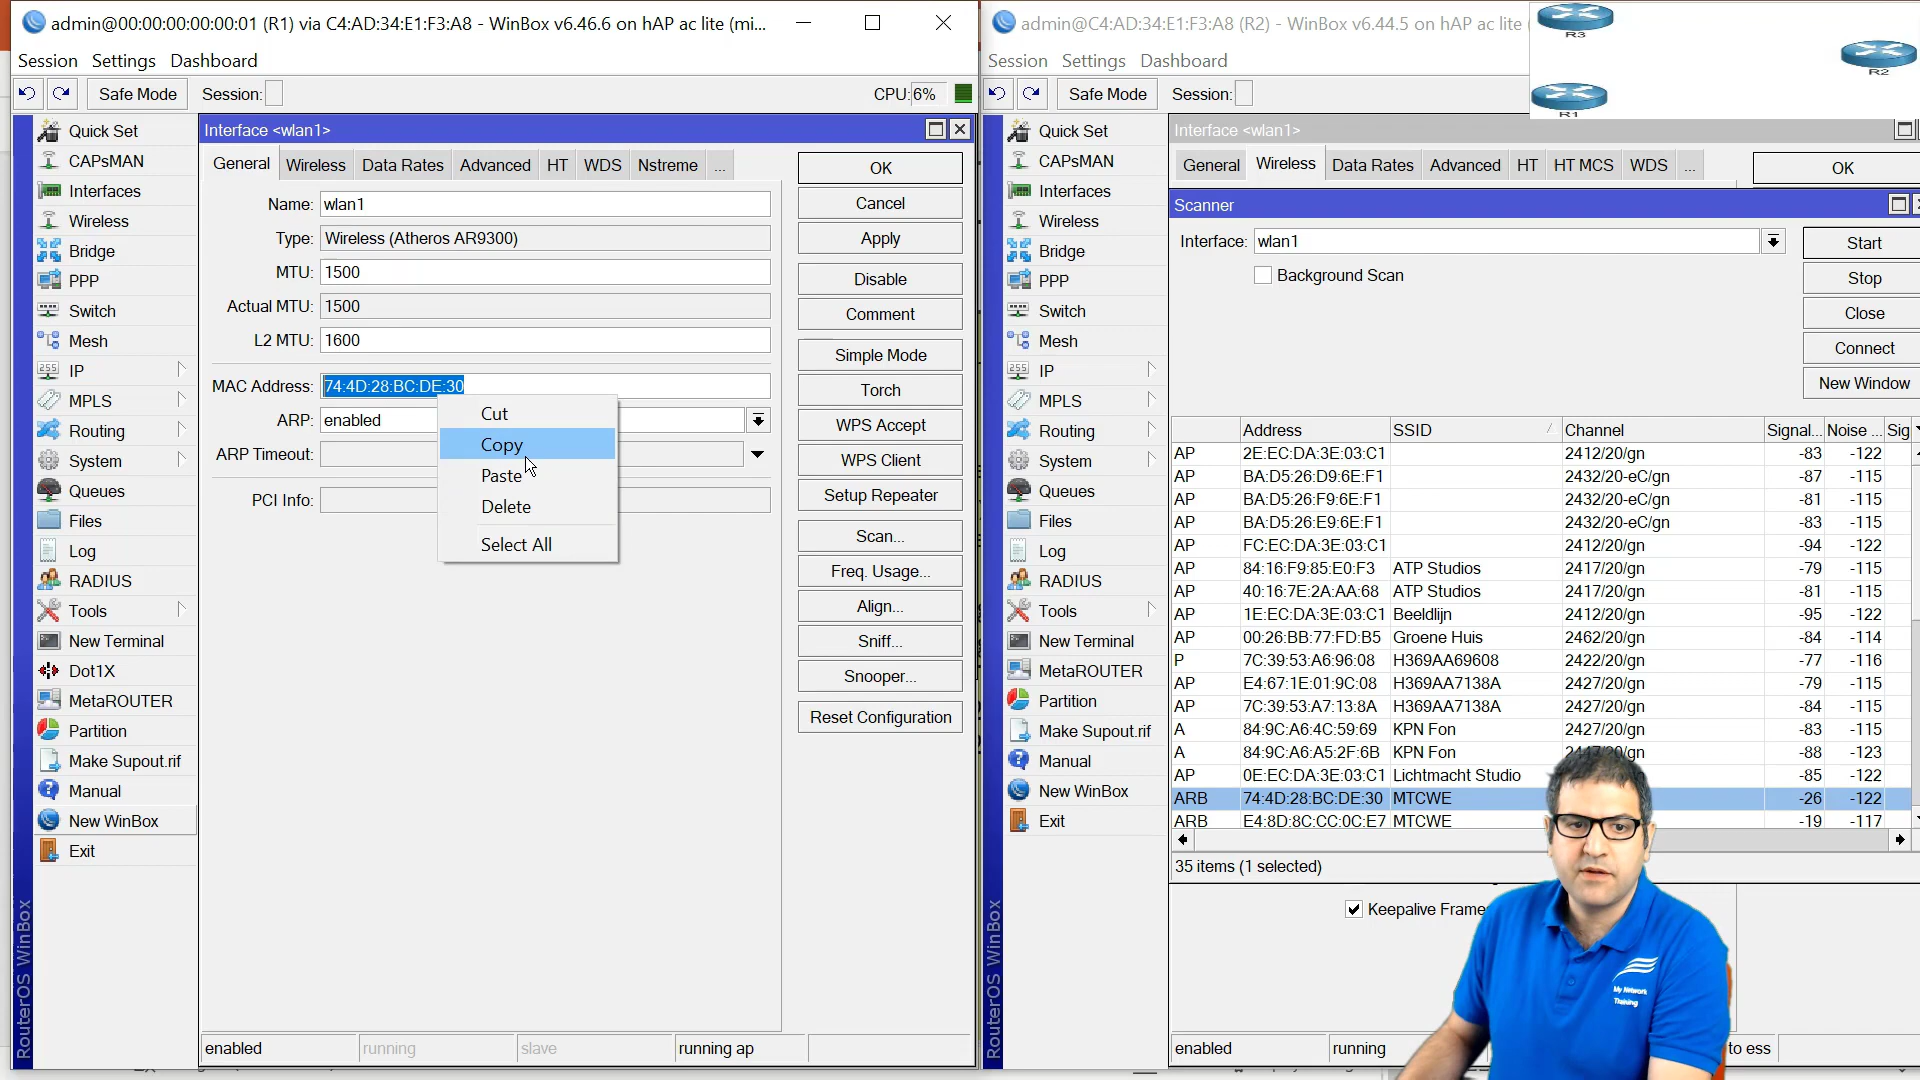 admin@00:00:00:00:00:01 (R1) via C4:AD:34:E1:F3:A8 - WinBox v6.46.6 on hAP ac lite (mi...
Session Settings Dashboard
Safe Mode Session: CPU: 6%
Quick Set
CAPsMAN
Interfaces
Wireless
Bridge
PPP
Switch
Mesh
IP
MPLS
Routing
System
Queues
Files
Log
RADIUS
Tools
New Terminal
Dot1X
MetaROUTER
Partition
Make Supout.rif
Manual
New WinBox
Exit
RouterOS WinBox
Interface <wlan1>
General Wireless Data Rates Advanced HT WDS Nstreme ...
Name: wlan1
Type: Wireless (Atheros AR9300)
MTU: 1500
Actual MTU: 1500
L2 MTU: 1600
MAC Address: 74:4D:28:BC:DE:30
ARP: enabled
ARP Timeout:
PCI Info:
Cut
Copy
Paste
Delete
Select All
OK
Cancel
Apply
Disable
Comment
Simple Mode
Torch
WPS Accept
WPS Client
Setup Repeater
Scan...
Freq. Usage...
Align...
Sniff...
Snooper...
Reset Configuration
enabled running slave running ap
admin@C4:AD:34:E1:F3:A8 (R2) - WinBox v6.44.5 on hAP ac lite (
Session Settings Dashboard
Safe Mode Session:
R3
R2
R1
Quick Set
CAPsMAN
Interfaces
Wireless
Bridge
PPP
Switch
Mesh
IP
MPLS
Routing
System
Queues
Files
Log
RADIUS
Tools
New Terminal
MetaROUTER
Partition
Make Supout.rif
Manual
New WinBox
Exit
RouterOS WinBox
Interface <wlan1>
General Wireless Data Rates Advanced HT HT MCS WDS ...
OK
Scanner
Interface: wlan1
Background Scan
Start
Stop
Close
Connect
New Window
Address SSID Channel Signal... Noise ... Sig
AP 2E:EC:DA:3E:03:C1 2412/20/gn -83 -122
AP BA:D5:26:D9:6E:F1 2432/20-eC/gn -87 -115
AP BA:D5:26:F9:6E:F1 2432/20-eC/gn -81 -115
AP BA:D5:26:E9:6E:F1 2432/20-eC/gn -83 -115
AP FC:EC:DA:3E:03:C1 2412/20/gn -94 -122
AP 84:16:F9:85:E0:F3 ATP Studios 2417/20/gn -79 -115
AP 40:16:7E:2A:AA:68 ATP Studios 2417/20/gn -81 -115
AP 1E:EC:DA:3E:03:C1 Beeldlijn 2412/20/gn -95 -122
AP 00:26:BB:77:FD:B5 Groene Huis 2462/20/gn -84 -114
P 7C:39:53:A6:96:08 H369AA69608 2422/20/gn -77 -116
AP E4:67:1E:01:9C:08 H369AA7138A 2427/20/gn -79 -115
AP 7C:39:53:A7:13:8A H369AA7138A 2427/20/gn -84 -115
A 84:9C:A6:4C:59:69 KPN Fon 2427/20/gn -83 -115
A 84:9C:A6:A5:2F:6B KPN Fon 2447/20/gn -88 -123
AP 0E:EC:DA:3E:03:C1 Lichtmacht Studio -85 -122
ARB 74:4D:28:BC:DE:30 MTCWE -26 -122
ARB E4:8D:8C:CC:0C:E7 MTCWE -19 -117
35 items (1 selected)
Keepalive Frame
enabled running to ess
My Network
Training